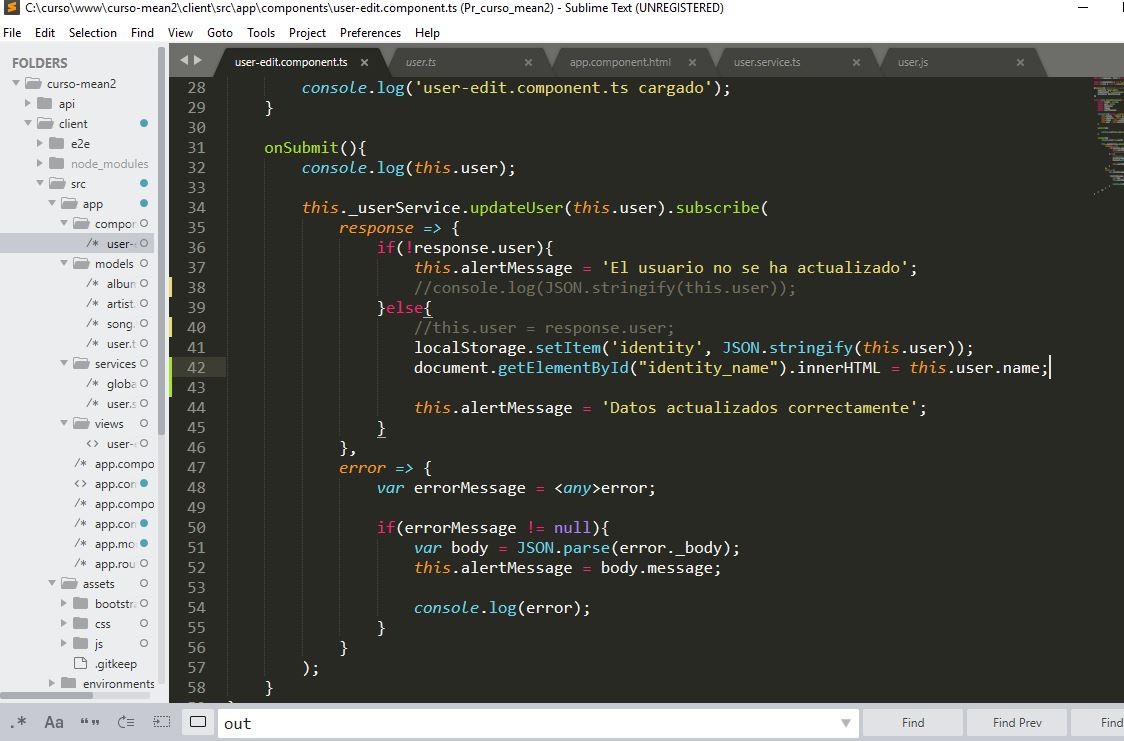 C:\curso\www\curso-mean2\client\src\app\components\user-edit.component.ts (Pr_curso_mean2) - Sublime Text (UNREGISTERED)
File Edit Selection Find View Goto Tools Project Preferences Help
FOLDERS
curso-mean2
api
client
e2e
node_modules
src
app
compor
/* user-
models
/* album
/* artist.
/* song.
/* user.t
services
/* globa
/* user.s
views
<> user-
/* app.compo
<> app.con
/* app.compo
/* app.con
/* app.mo
/* app.rou
assets
bootstra
css
js
.gitkeep
environments
user-edit.component.ts × user.ts × app.component.html × user.service.ts × user.js ×
28 console.log('user-edit.component.ts cargado');
29 }
30
31 onSubmit(){
32 console.log(this.user);
33
34 this._userService.updateUser(this.user).subscribe(
35 response => {
36 if(!response.user){
37 this.alertMessage = 'El usuario no se ha actualizado';
38 //console.log(JSON.stringify(this.user));
39 }else{
40 //this.user = response.user;
41 localStorage.setItem('identity', JSON.stringify(this.user));
42 document.getElementById("identity_name").innerHTML = this.user.name;
43
44 this.alertMessage = 'Datos actualizados correctamente';
45 }
46 },
47 error => {
48 var errorMessage = <any>error;
49
50 if(errorMessage != null){
51 var body = JSON.parse(error._body);
52 this.alertMessage = body.message;
53
54 console.log(error);
55 }
56 }
57 );
58 }
.* Aa “” out Find Find Prev Find